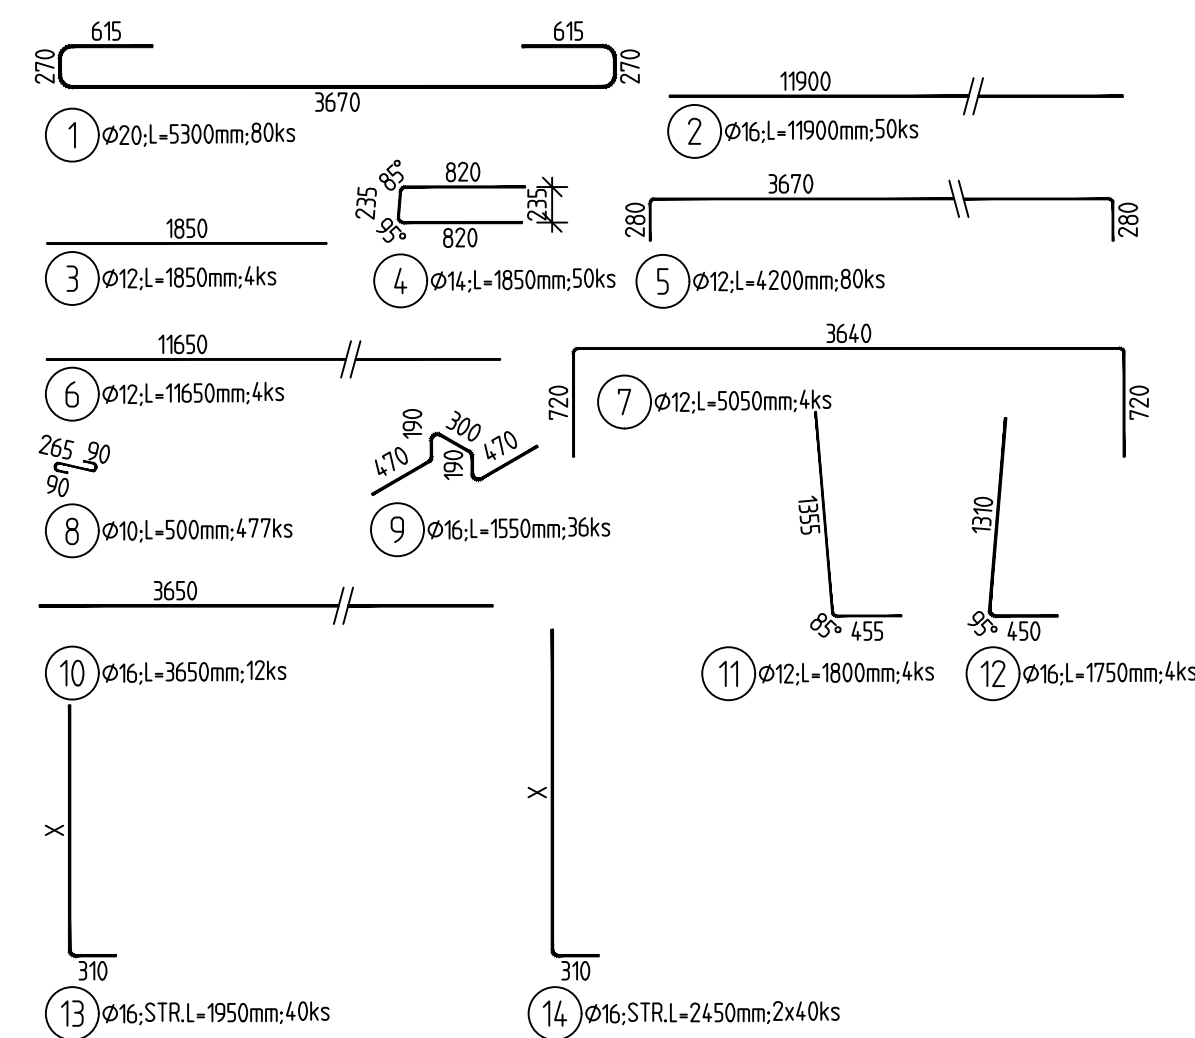 615
615
270
270
3670
1 Ø20;L=5300mm;80ks
11900
2 Ø16;L=11900mm;50ks
1850
3 Ø12;L=1850mm;4ks
85°
820
235
235
95°
820
4 Ø14;L=1850mm;50ks
3670
280
280
5 Ø12;L=4200mm;80ks
11650
6 Ø12;L=11650mm;4ks
3640
720
720
7 Ø12;L=5050mm;4ks
265 90
90
8 Ø10;L=500mm;477ks
190
300
470
470
190
9 Ø16;L=1550mm;36ks
3650
10 Ø16;L=3650mm;12ks
1355
85° 455
11 Ø12;L=1800mm;4ks
1310
95° 450
12 Ø16;L=1750mm;4ks
X
310
13 Ø16;STR.L=1950mm;40ks
X
310
14 Ø16;STR.L=2450mm;2x40ks